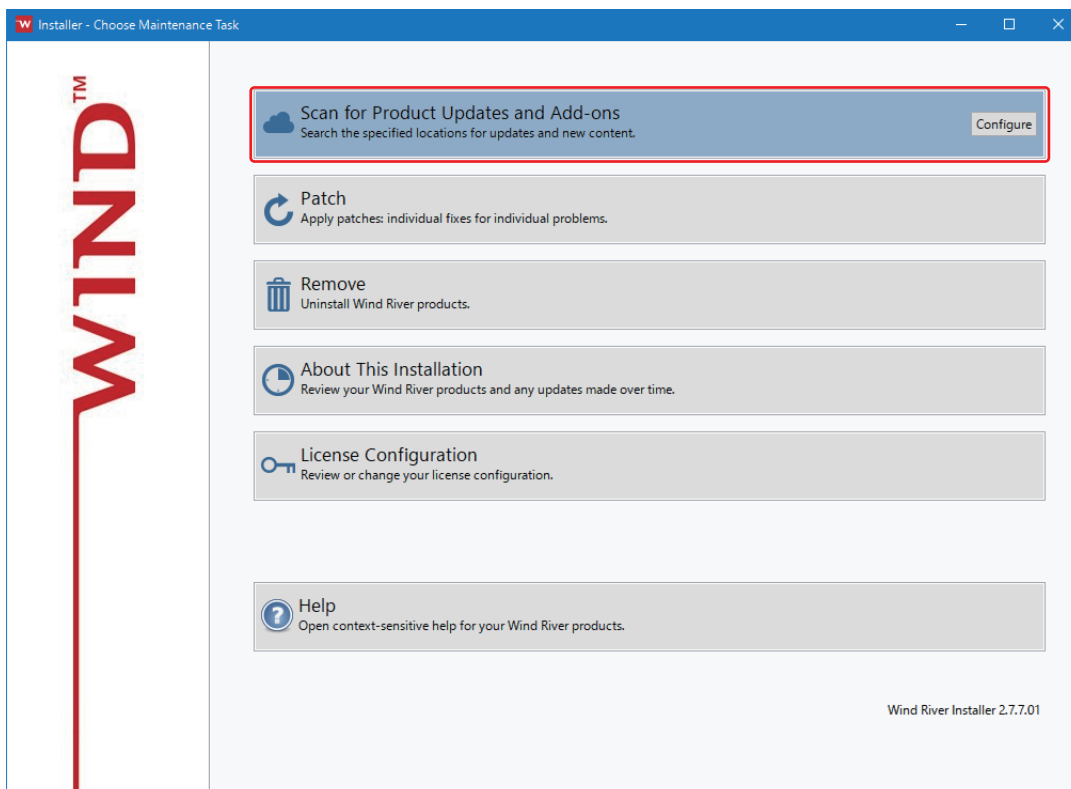 Installer - Choose Maintenance Task
WIND™
Scan for Product Updates and Add-ons
Search the specified locations for updates and new content.
Configure
Patch
Apply patches: individual fixes for individual problems.
Remove
Uninstall Wind River products.
About This Installation
Review your Wind River products and any updates made over time.
License Configuration
Review or change your license configuration.
Help
Open context-sensitive help for your Wind River products.
Wind River Installer 2.7.7.01